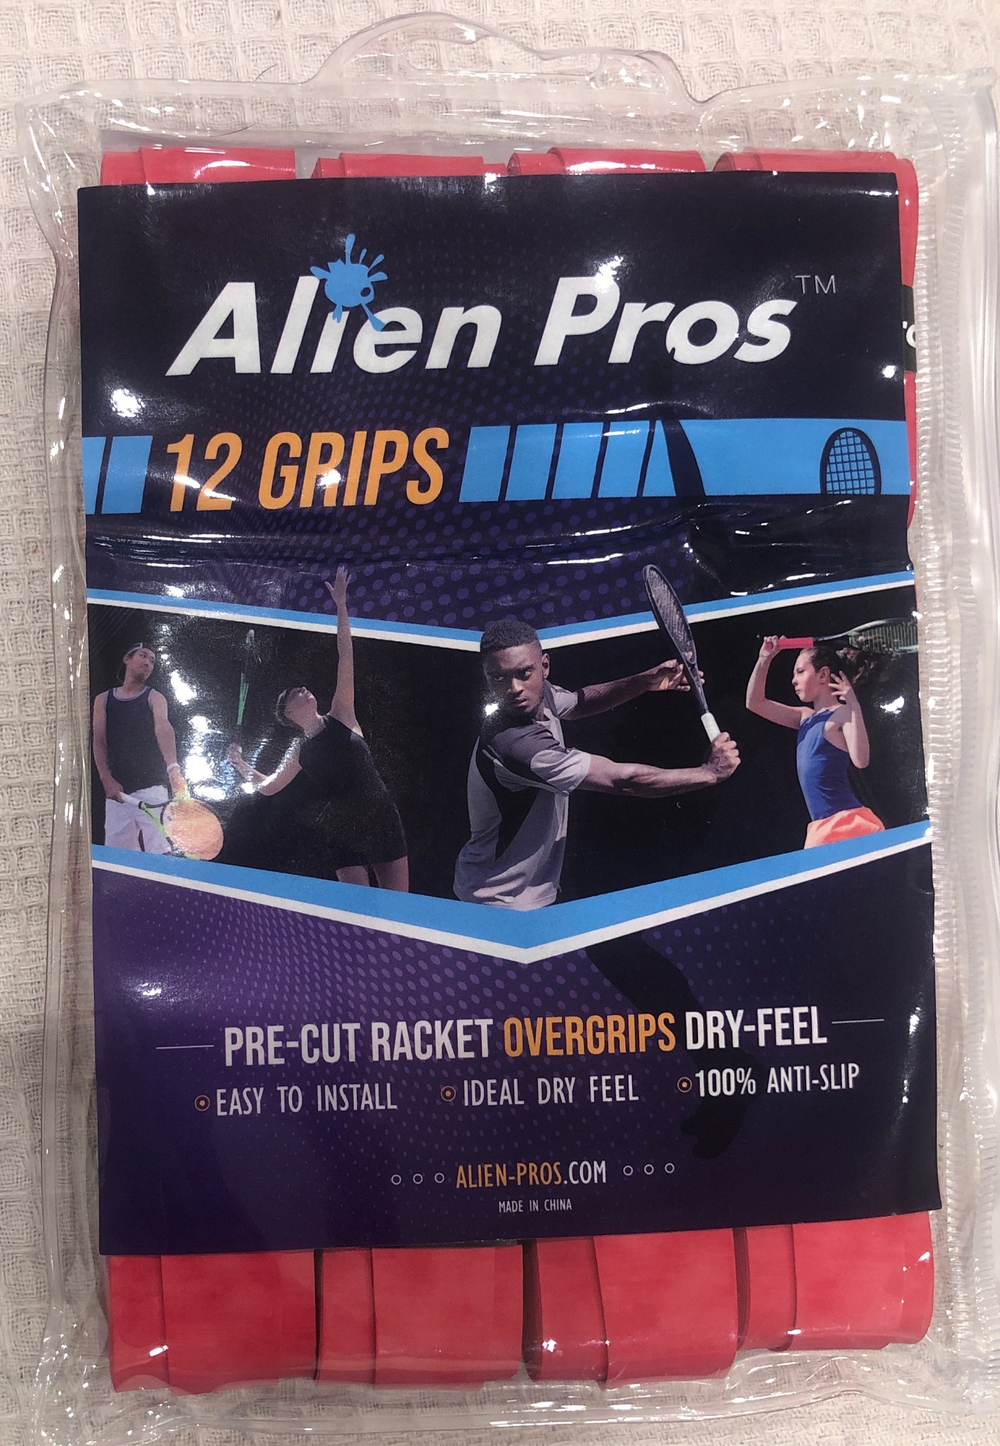 Alien Pros™
12 GRIPS
PRE-CUT RACKET OVERGRIPS DRY-FEEL
EASY TO INSTALL IDEAL DRY FEEL 100% ANTI-SLIP
ALIEN-PROS.COM
MADE IN CHINA